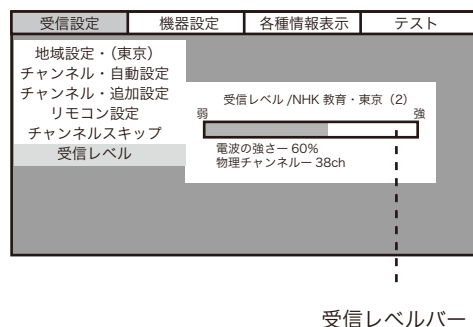 受信設定 機器設定 各種情報表示 テスト
地域設定・(東京)
チャンネル・自動設定
チャンネル・追加設定
リモコン設定
チャンネルスキップ
受信レベル
受信レベル /NHK 教育・東京（2）
弱 強
電波の強さー 60%
物理チャンネルー 38ch
受信レベルバー